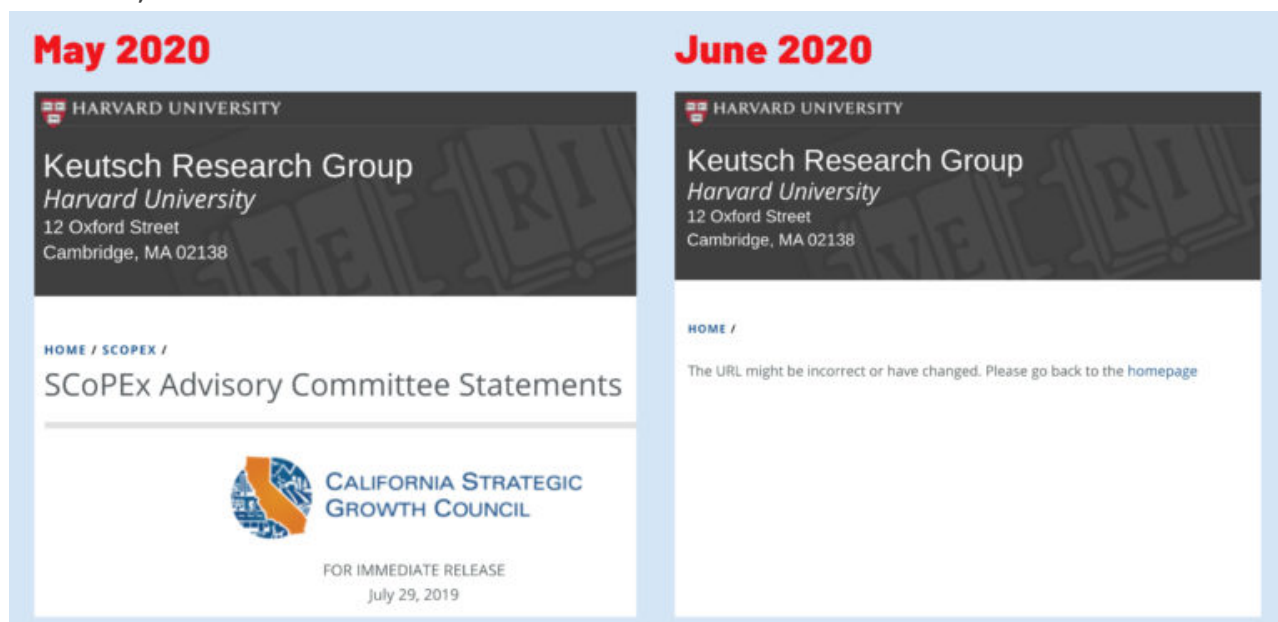 May 2020
HARVARD UNIVERSITY
Keutsch Research Group
Harvard University
12 Oxford Street
Cambridge, MA 02138
HOME / SCOPEX /
SCoPEx Advisory Committee Statements
CALIFORNIA STRATEGIC
GROWTH COUNCIL
FOR IMMEDIATE RELEASE
July 29, 2019
June 2020
HARVARD UNIVERSITY
Keutsch Research Group
Harvard University
12 Oxford Street
Cambridge, MA 02138
HOME /
The URL might be incorrect or have changed. Please go back to the homepage